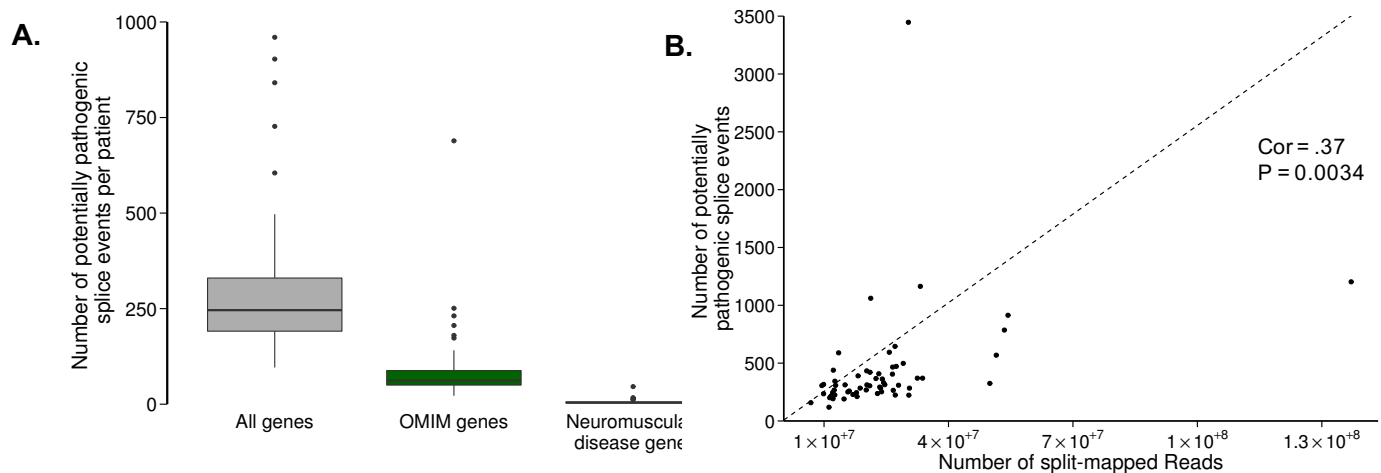 A.
Number of potentially pathogenic
splice events per patient
1000
750
500
250
0
All genes
OMIM genes
Neuromuscula
disease gene
B.
Number of potentially
pathogenic splice events
3500
3000
2500
2000
1500
1000
500
0
Cor = .37
P = 0.0034
1×10+7
4×10+7
7×10+7
1×10+8
1.3×10+8
Number of split-mapped Reads